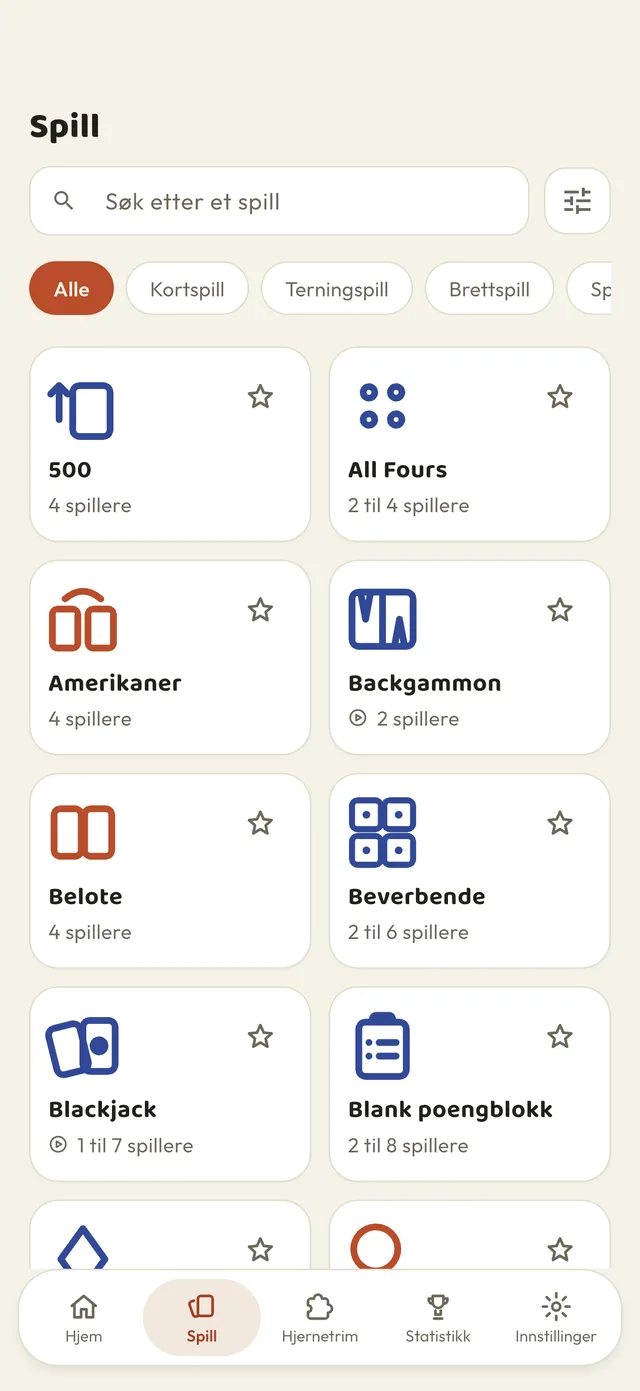 Spill
Søk etter et spill
Alle
Kortspill
Terningspill
Brettspill
Sp
500
4 spillere
All Fours
2 til 4 spillere
Amerikaner
4 spillere
Backgammon
2 spillere
Belote
4 spillere
Beverbende
2 til 6 spillere
Blackjack
1 til 7 spillere
Blank poengblokk
2 til 8 spillere
Hjem
Spill
Hjernetrim
Statistikk
Innstillinger